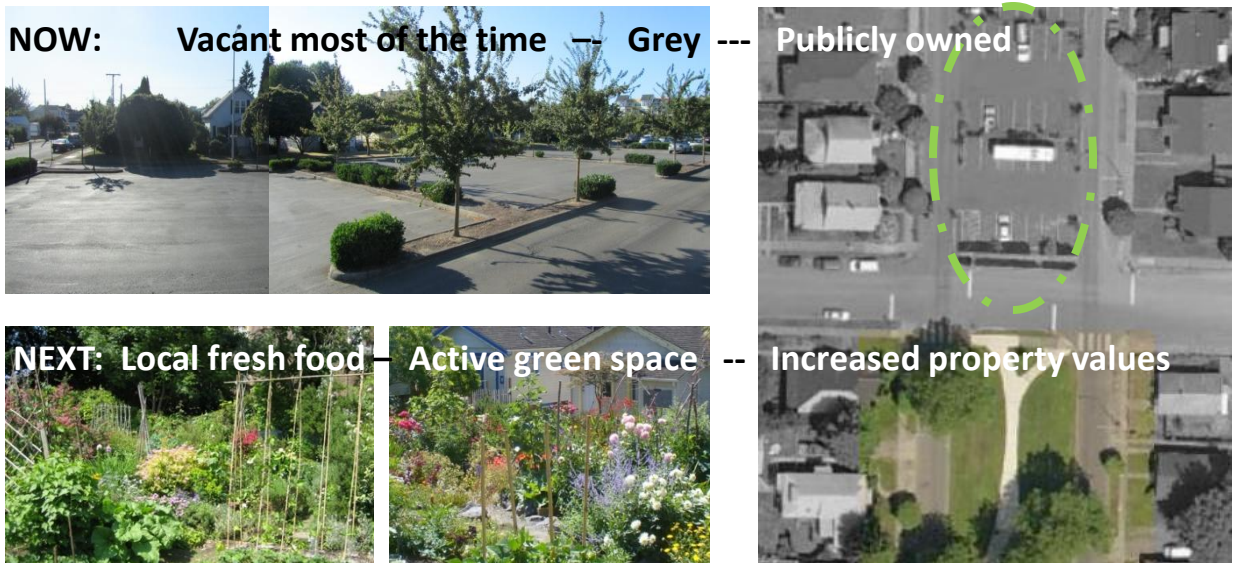 NOW: Vacant most of the time –- Grey --- Publicly owned
NEXT: Local fresh food – Active green space -- Increased property values